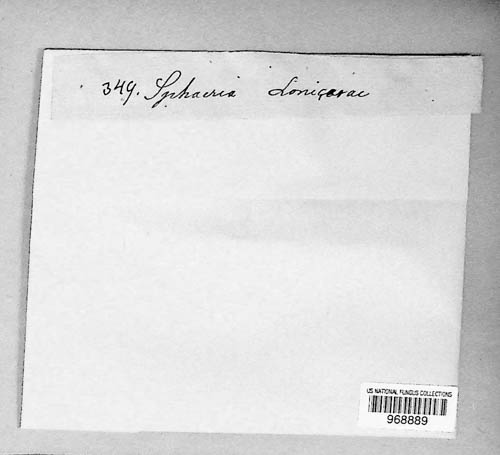 349. Sphaeria Lonicerae
US NATIONAL FUNGUS COLLECTIONS
968889